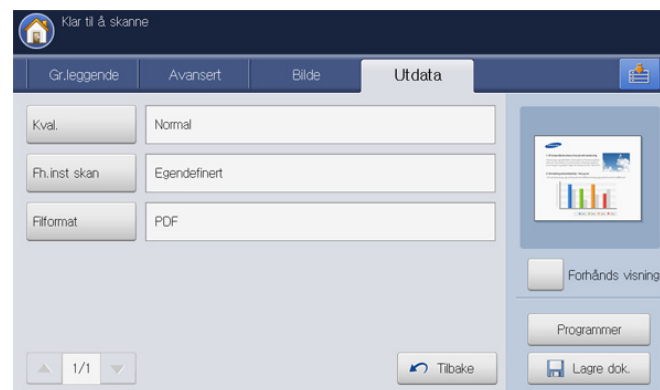 Klar til å skanne
Gr.leggende
Avansert
Bilde
Utdata
Kval.
Normal
Fh.inst skan
Egendefinert
Filformat
PDF
Forhånds visning
Programmer
1/1
Tilbake
Lagre dok.